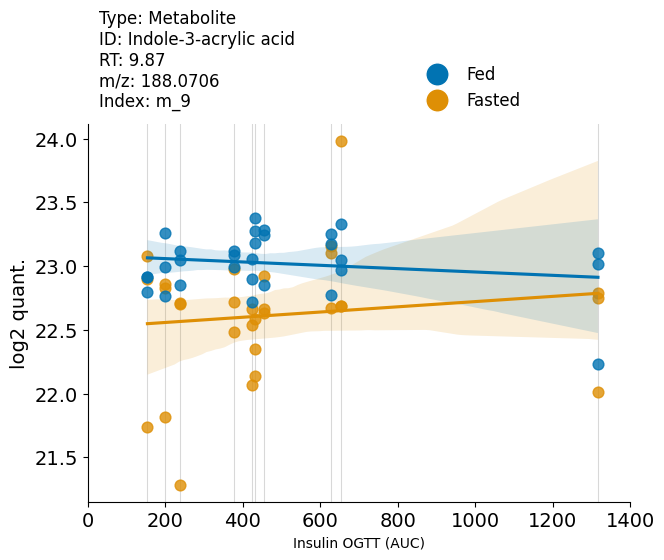 Type: Metabolite
ID: Indole-3-acrylic acid
RT: 9.87
m/z: 188.0706
Index: m_9
Fed
Fasted
24.0
23.5
23.0
22.5
22.0
21.5
log2 quant.
0 200 400 600 800 1000 1200 1400
Insulin OGTT (AUC)